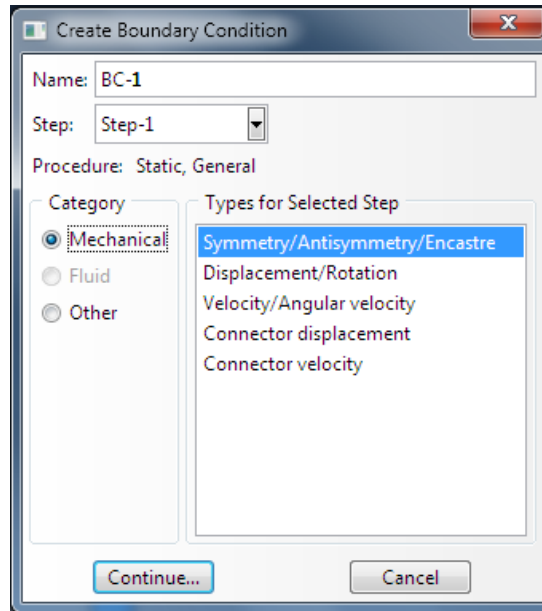 Create Boundary Condition
Name: BC-1
Step: Step-1
Procedure: Static, General
Category
Mechanical
Fluid
Other
Types for Selected Step
Symmetry/Antisymmetry/Encastre
Displacement/Rotation
Velocity/Angular velocity
Connector displacement
Connector velocity
Continue... Cancel